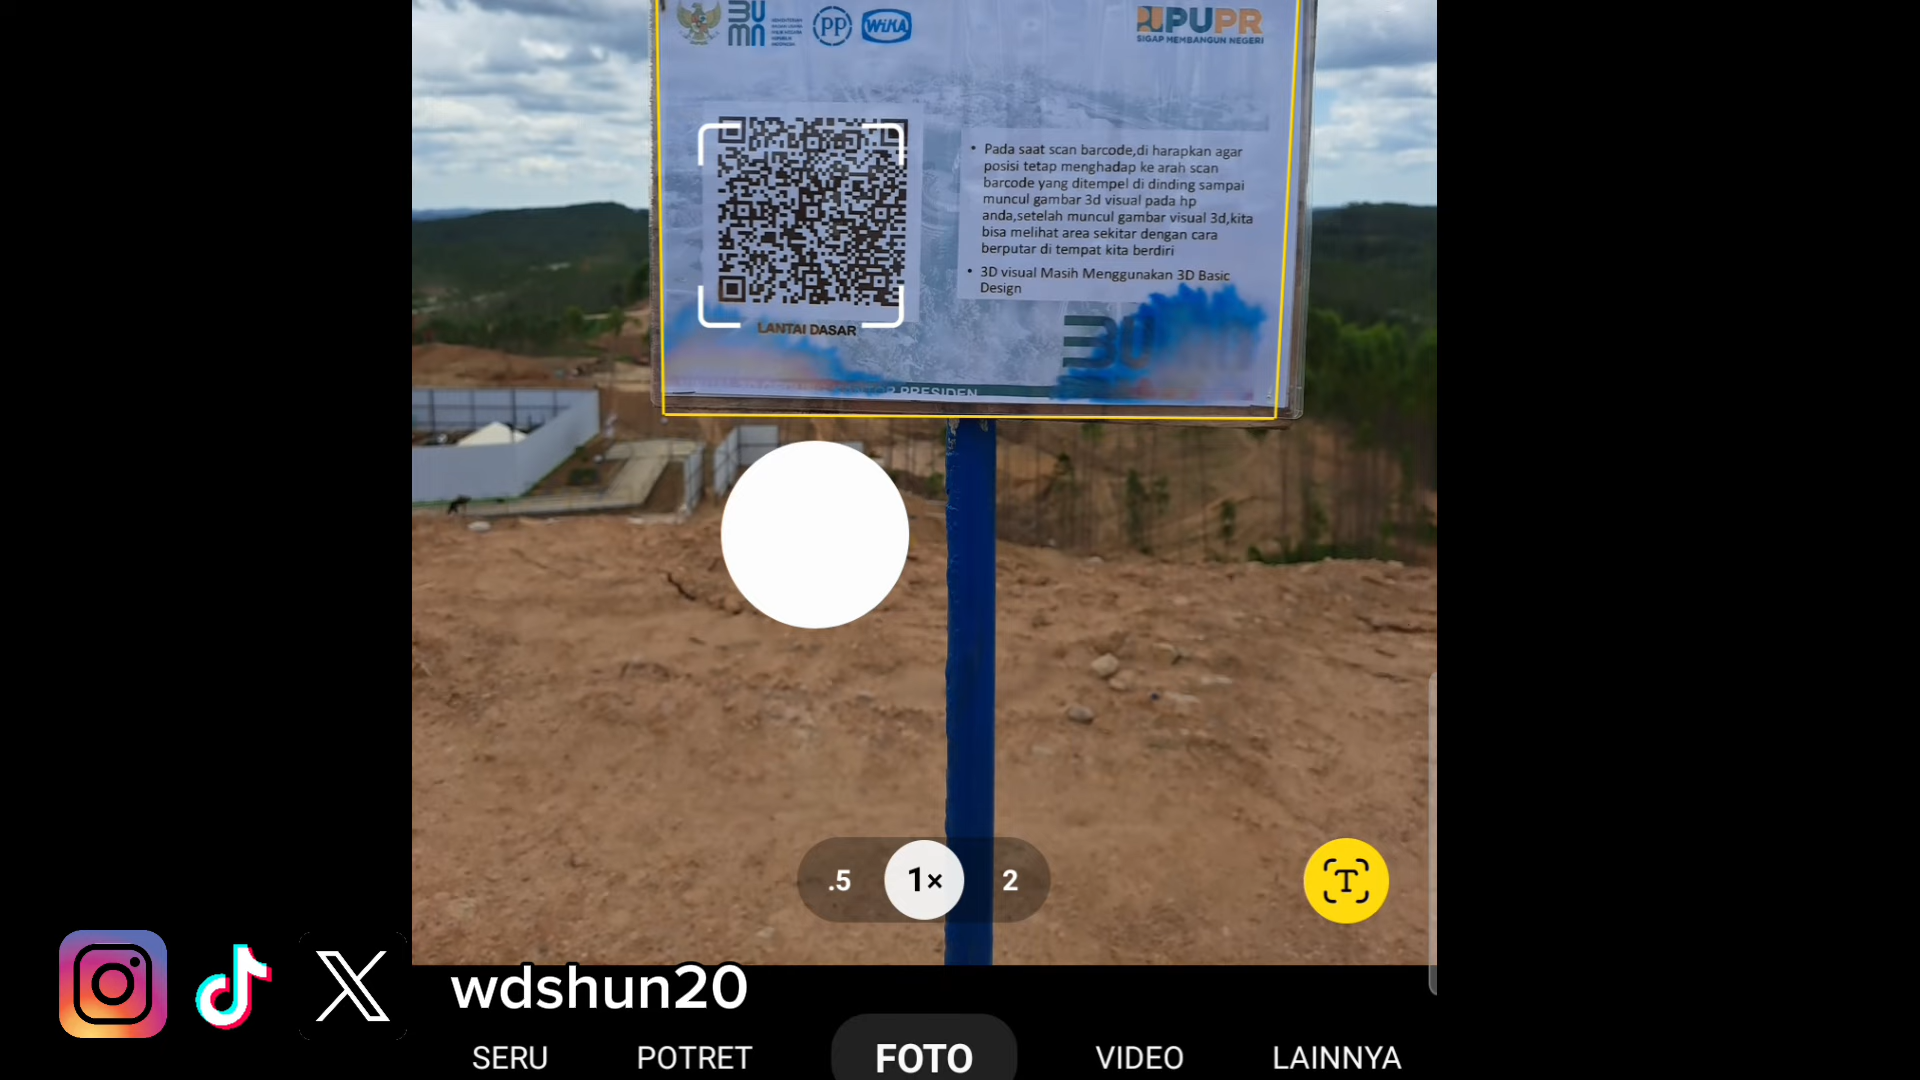 BUMN
PP
WIKA
PUPR
SIGAP MEMBANGUN NEGERI
• Pada saat scan barcode,di harapkan agar
posisi tetap menghadap ke arah scan
barcode yang ditempel di dinding sampai
muncul gambar 3d visual pada hp
anda,setelah muncul gambar visual 3d,kita
bisa melihat area sekitar dengan cara
berputar di tempat kita berdiri
• 3D visual Masih Menggunakan 3D Basic
Design
LANTAI DASAR
PRESIDEN
.5
1×
2
T
wdshun20
SERU
POTRET
FOTO
VIDEO
LAINNYA